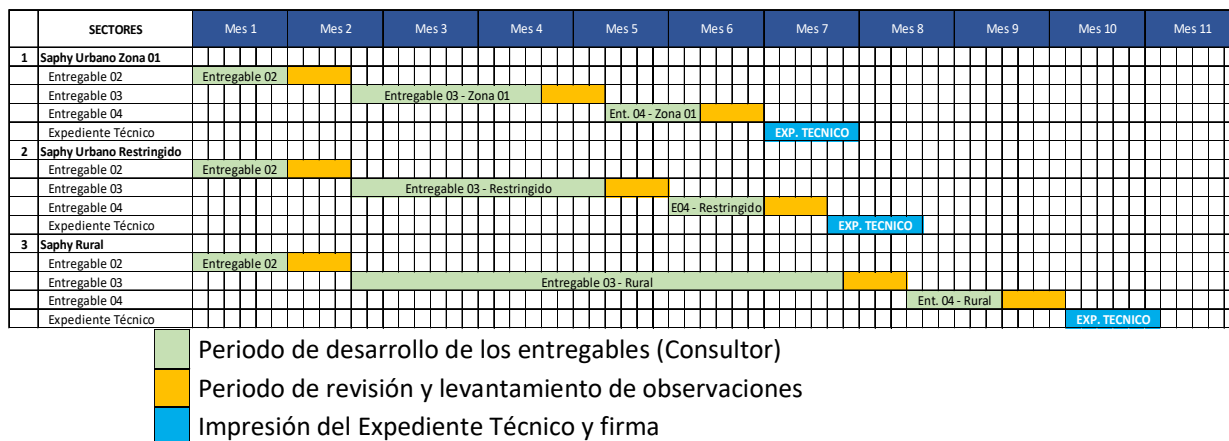 SECTORES Mes 1 Mes 2 Mes 3 Mes 4 Mes 5 Mes 6 Mes 7 Mes 8 Mes 9 Mes 10 Mes 11
1 Saphy Urbano Zona 01
Entregable 02 Entregable 02
Entregable 03 Entregable 03 - Zona 01
Entregable 04 Ent. 04 - Zona 01
Expediente Técnico EXP. TECNICO
2 Saphy Urbano Restringido
Entregable 02 Entregable 02
Entregable 03 Entregable 03 - Restringido
Entregable 04 E04 - Restringido
Expediente Técnico EXP. TECNICO
3 Saphy Rural
Entregable 02 Entregable 02
Entregable 03 Entregable 03 - Rural
Entregable 04 Ent. 04 - Rural
Expediente Técnico EXP. TECNICO
Periodo de desarrollo de los entregables (Consultor)
Periodo de revisión y levantamiento de observaciones
Impresión del Expediente Técnico y firma